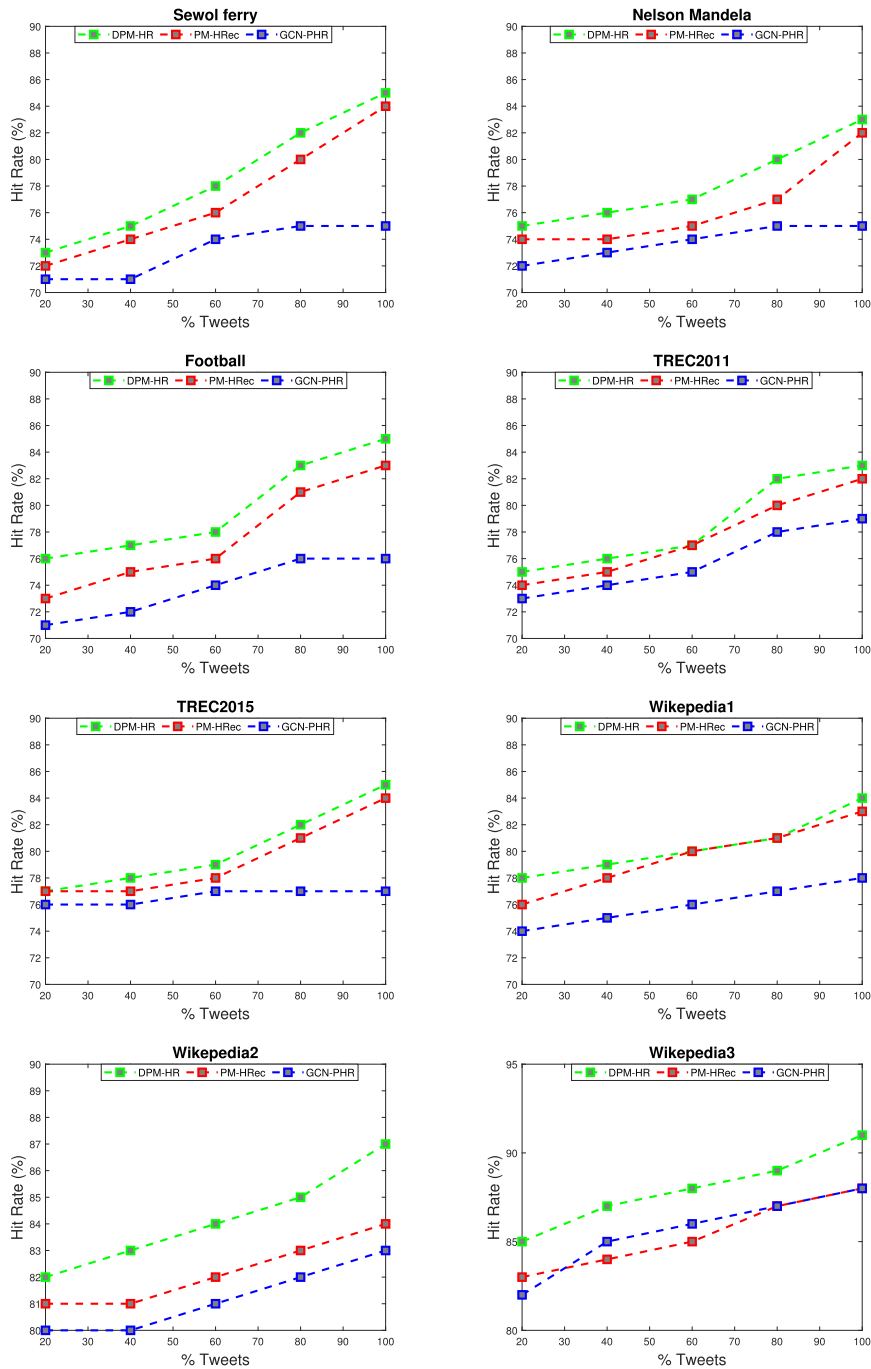 Sewol ferry
DPM-HR PM-HRec GCN-PHR
Hit Rate (%)
90
88
86
84
82
80
78
76
74
72
70
20 30 40 50 60 70 80 90 100
% Tweets
Nelson Mandela
DPM-HR PM-HRec GCN-PHR
Hit Rate (%)
90
88
86
84
82
80
78
76
74
72
70
20 30 40 50 60 70 80 90 100
% Tweets
Football
DPM-HR PM-HRec GCN-PHR
Hit Rate (%)
90
88
86
84
82
80
78
76
74
72
70
20 30 40 50 60 70 80 90 100
% Tweets
TREC2011
DPM-HR PM-HRec GCN-PHR
Hit Rate (%)
90
88
86
84
82
80
78
76
74
72
70
20 30 40 50 60 70 80 90 100
% Tweets
TREC2015
DPM-HR PM-HRec GCN-PHR
Hit Rate (%)
90
88
86
84
82
80
78
76
74
72
70
20 30 40 50 60 70 80 90 100
% Tweets
Wikepedia1
DPM-HR PM-HRec GCN-PHR
Hit Rate (%)
90
88
86
84
82
80
78
76
74
72
70
20 30 40 50 60 70 80 90 100
% Tweets
Wikepedia2
DPM-HR PM-HRec GCN-PHR
Hit Rate (%)
90
89
88
87
86
85
84
83
82
81
80
20 30 40 50 60 70 80 90 100
% Tweets
Wikepedia3
DPM-HR PM-HRec GCN-PHR
Hit Rate (%)
95
90
85
80
20 30 40 50 60 70 80 90 100
% Tweets